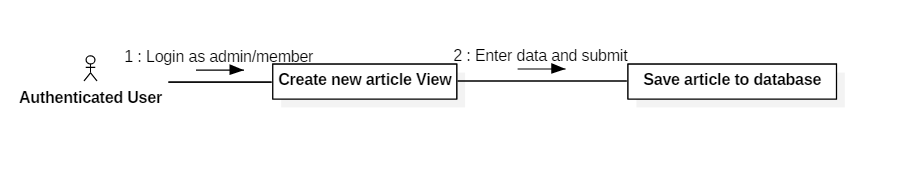 1 : Login as admin/member
2 : Enter data and submit
Create new article View
Save article to database
Authenticated User